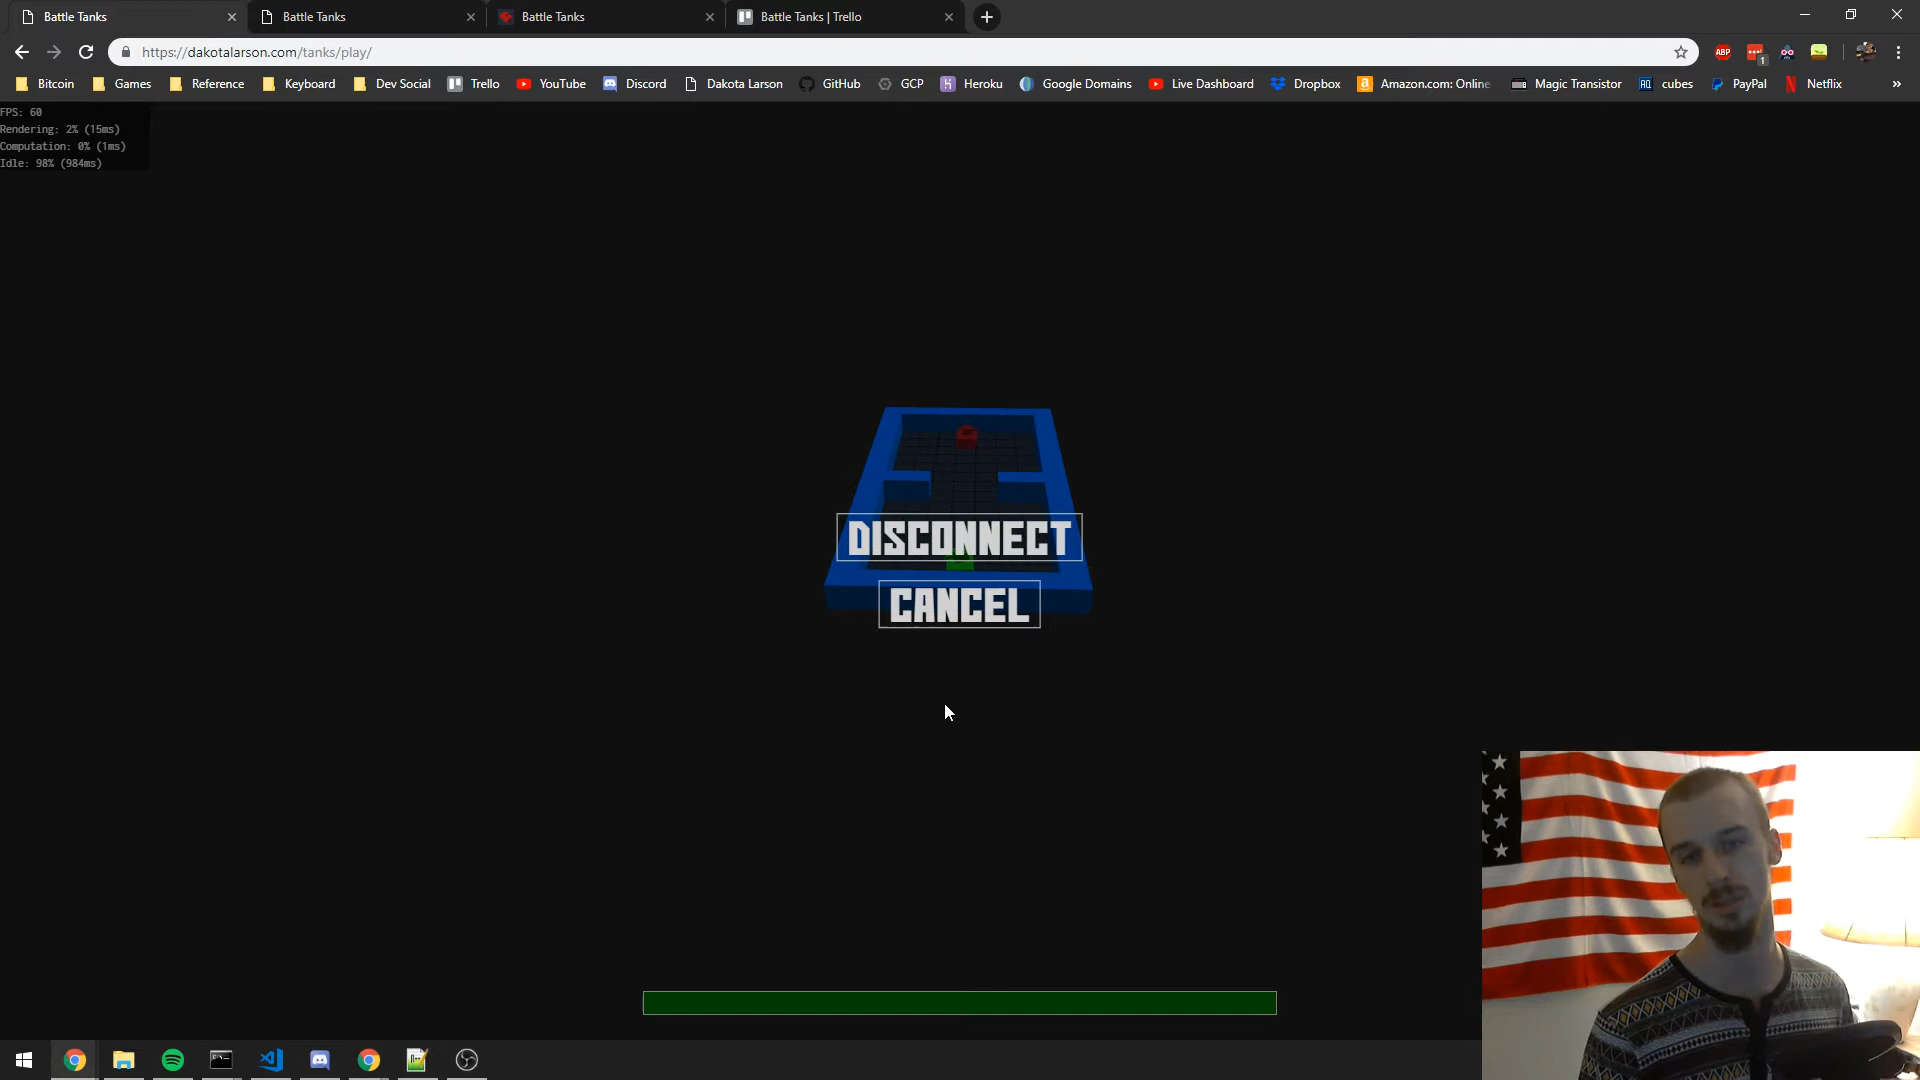 Battle Tanks
Battle Tanks
Battle Tanks
Battle Tanks | Trello
https://dakotalarson.com/tanks/play/
Bitcoin
Games
Reference
Keyboard
Dev Social
Trello
YouTube
Discord
Dakota Larson
GitHub
GCP
Heroku
Google Domains
Live Dashboard
Dropbox
Amazon.com: Online
Magic Transistor
cubes
PayPal
Netflix
ABP
1
FPS: 60
Rendering: 2% (15ms)
Computation: 0% (1ms)
Idle: 98% (984ms)
DISCONNECT
CANCEL